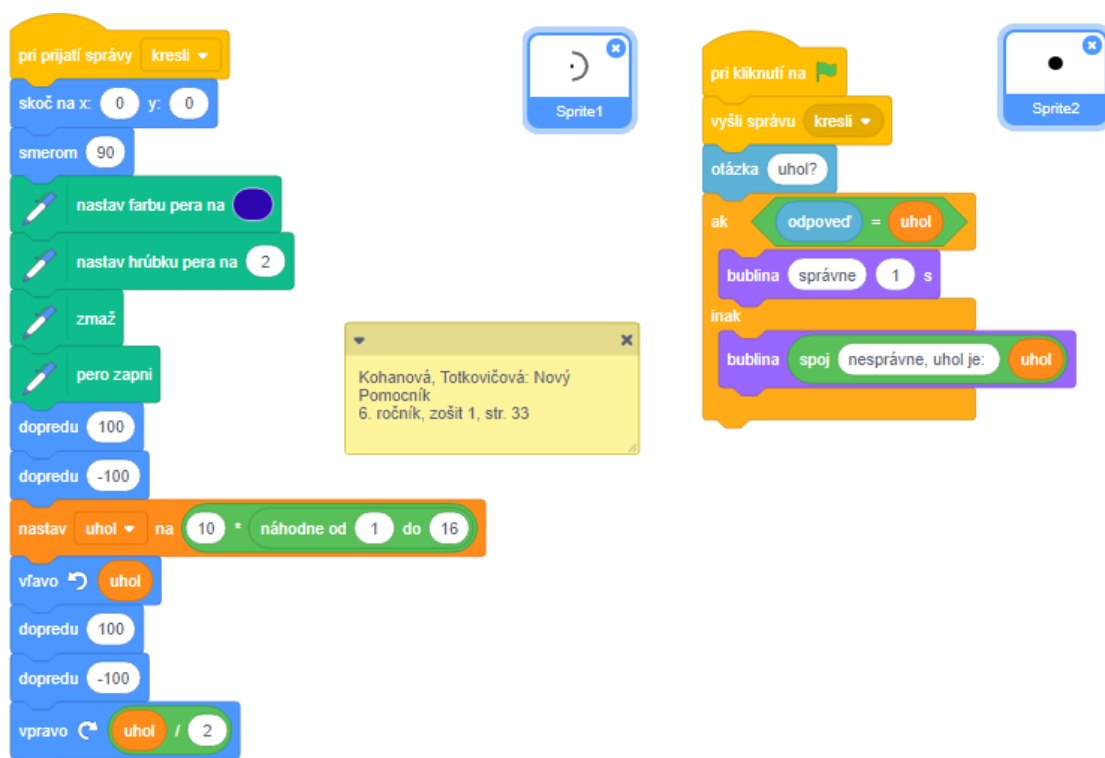 pri prijatí správy kresli
skoč na x: 0 y: 0
smerom 90
nastav farbu pera na
nastav hrúbku pera na 2
zmaž
pero zapni
dopredu 100
dopredu -100
nastav uhol na 10 * náhodne od 1 do 16
vľavo uhol
dopredu 100
dopredu -100
vpravo uhol / 2
Sprite1
Kohanová, Totkovičová: Nový
Pomocník
6. ročník, zošit 1, str. 33
pri kliknutí na
vyšli správu kresli
otázka uhol?
ak odpoveď = uhol
bublina správne 1 s
inak
bublina spoj nesprávne, uhol je: uhol
Sprite2